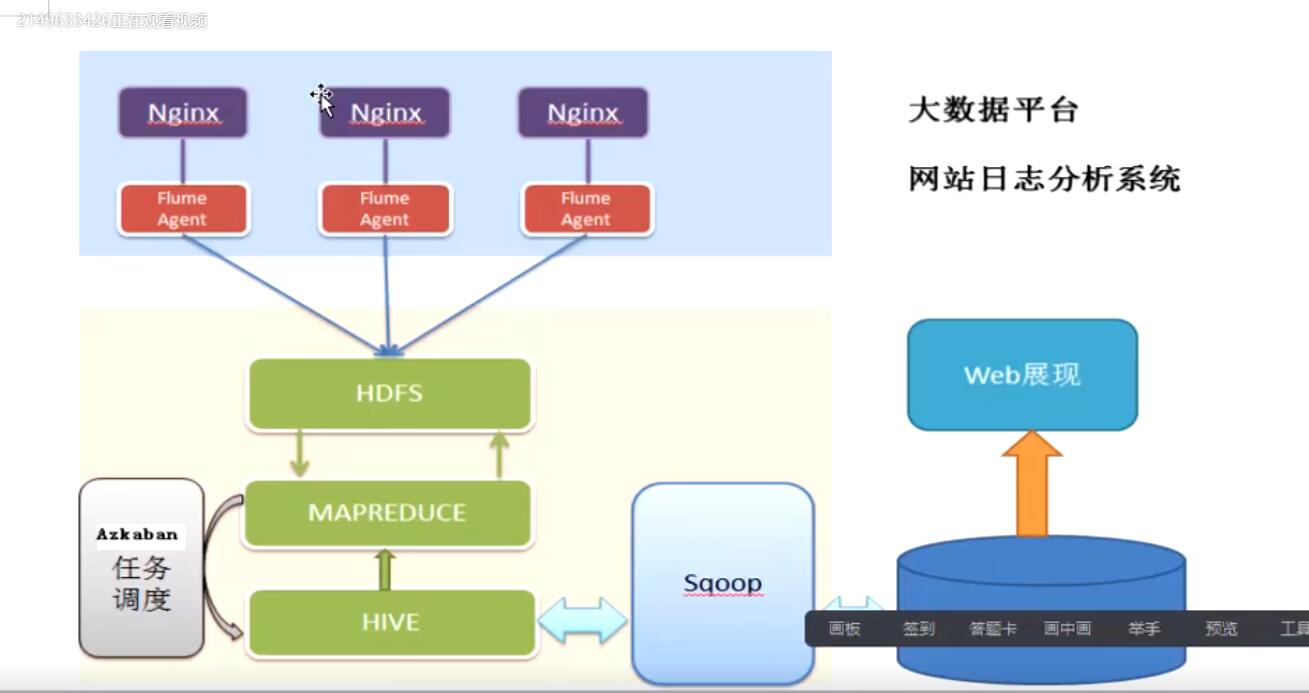 2149633426正在观看视频
Nginx
Nginx
Nginx
大数据平台
网站日志分析系统
Flume
Agent
Flume
Agent
Flume
Agent
HDFS
Web展现
MAPREDUCE
Azkaban
任务
调度
Sqoop
HIVE
画板 签到 答题卡 画中画 举手 预览 工具